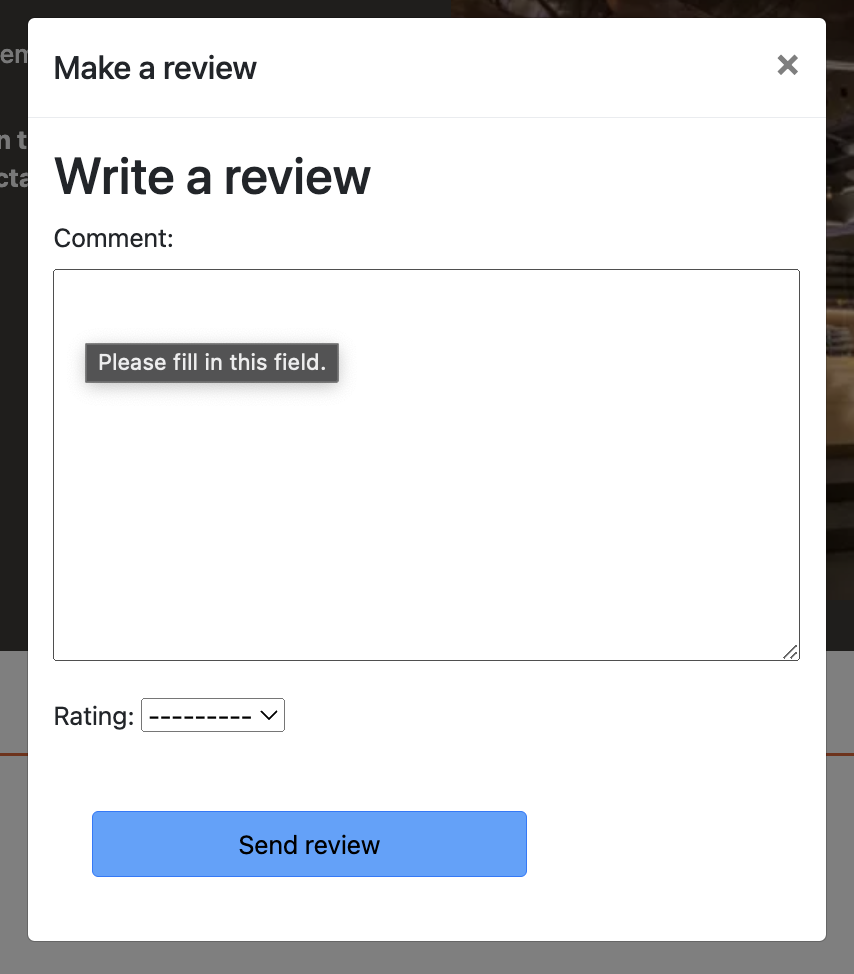 Make a review
×
Write a review
Comment:
Please fill in this field.
Rating: ---------
Send review